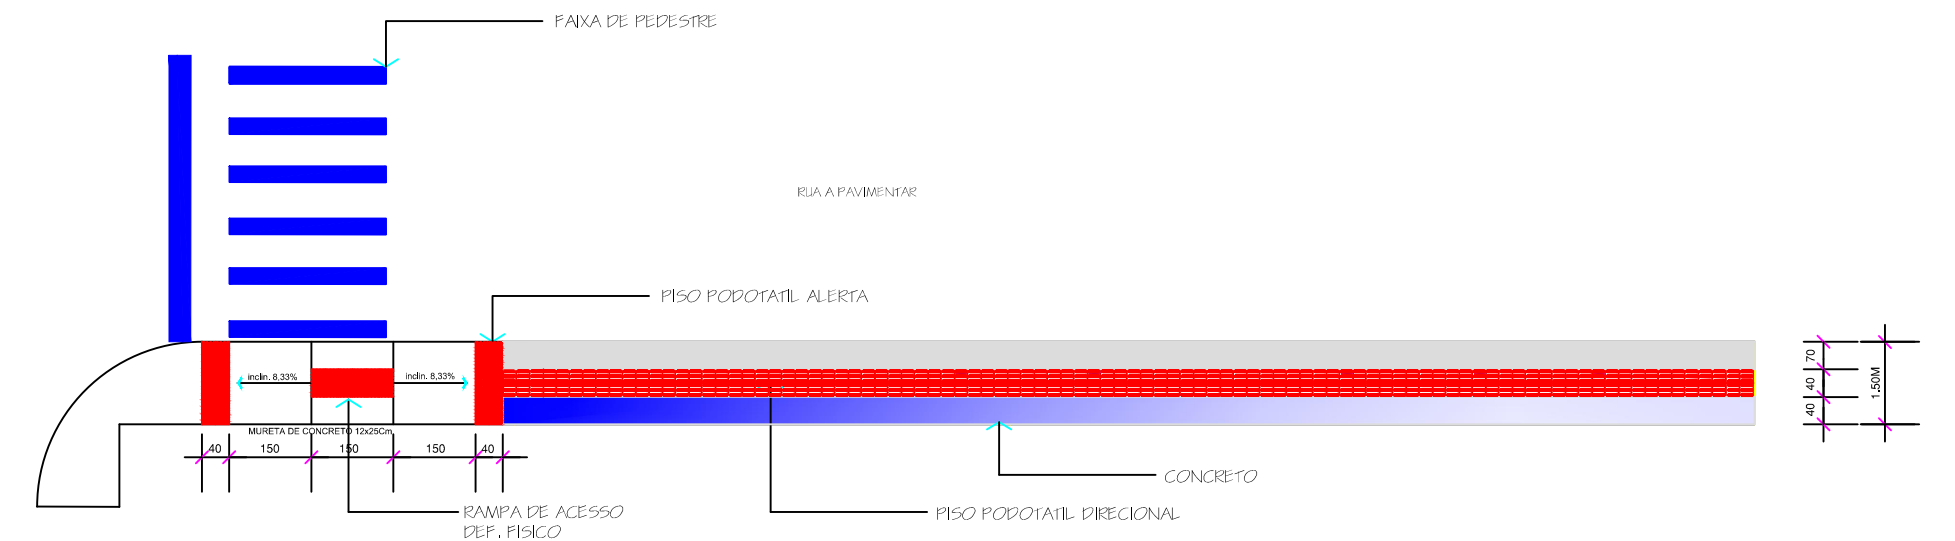 FAIXA DE PEDESTRE
RUA A PAVIMENTAR
PISO PODOTATIL ALERTA
inclin. 8,33%
inclin. 8,33%
70
40
40
1.50M
MURETA DE CONCRETO 12x25Cm
40
150
150
150
40
CONCRETO
PISO PODOTATIL DIRECIONAL
RAMPA DE ACESSO
DEF. FISICO